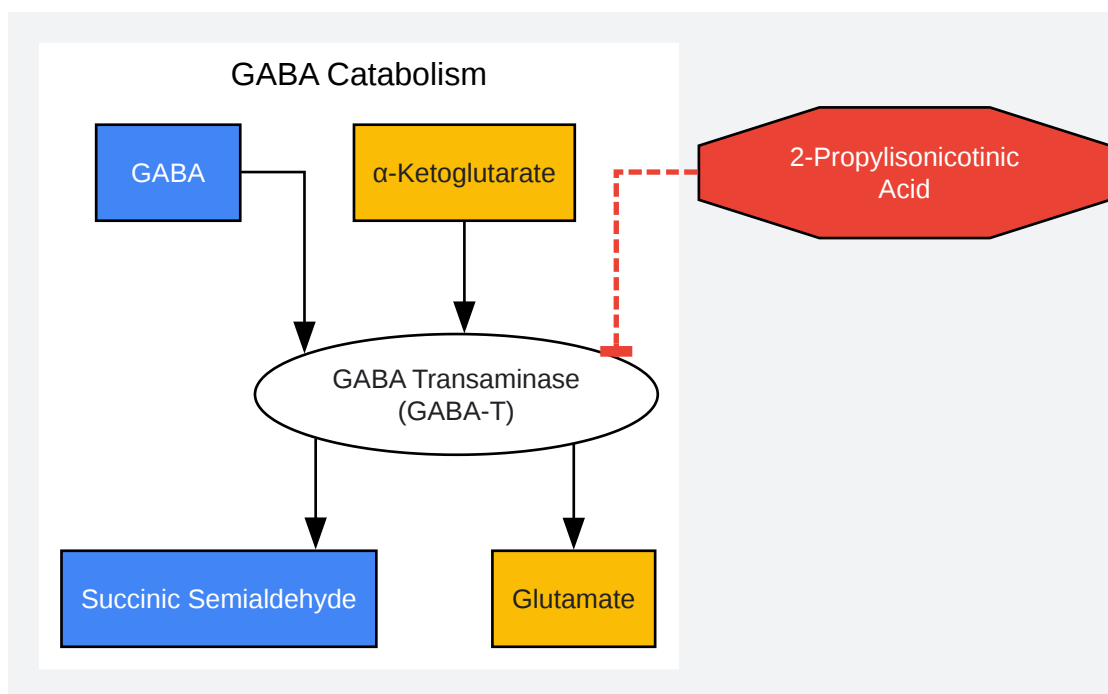 GABA Catabolism
GABA
α-Ketoglutarate
2-Propylisonicotinic
Acid
GABA Transaminase
(GABA-T)
Succinic Semialdehyde
Glutamate